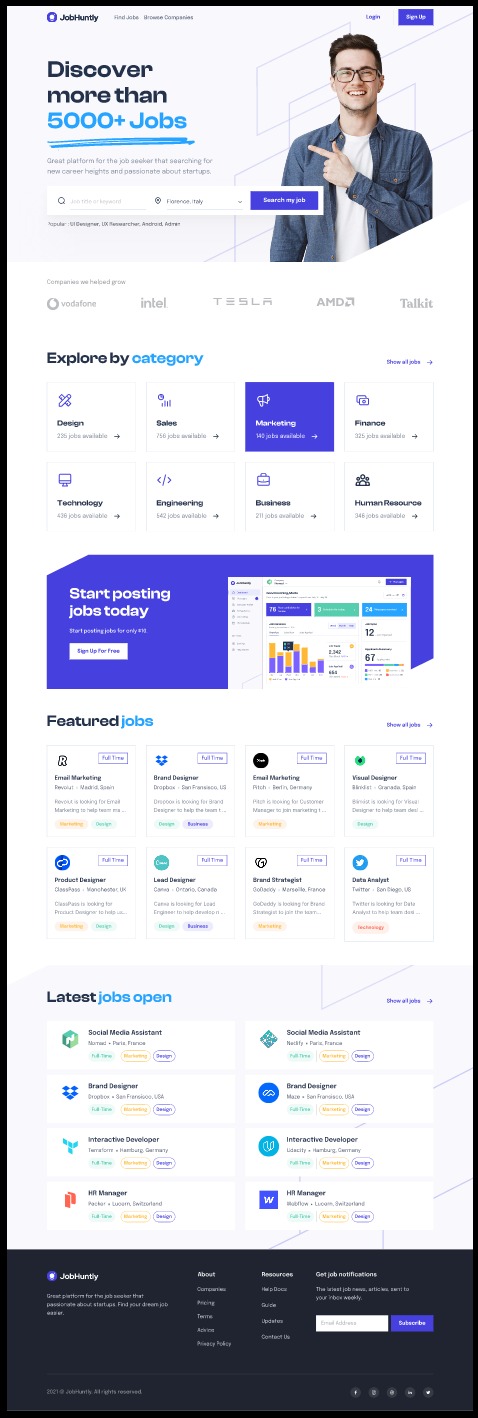 JobHuntly
Find Jobs
Browse Companies
Login
Sign Up
Discover
more than
5000+ Jobs
Great platform for the job seeker that searching for
new career heights and passionate about startups.
Job title or keyword
Florence, Italy
Search my job
Popular : UI Designer, UX Researcher, Android, Admin
Companies we helped grow
vodafone
intel
TESLA
AMD
Talkit
Explore by category
Show all jobs
Design
235 jobs available
Sales
756 jobs available
Marketing
140 jobs available
Finance
325 jobs available
Technology
436 jobs available
Engineering
542 jobs available
Business
211 jobs available
Human Resource
346 jobs available
Start posting
jobs today
Start posting jobs for only $10.
Sign Up For Free
Featured jobs
Show all jobs
Full Time
Email Marketing
Revolut · Madrid, Spain
Revolut is looking for Email
Marketing to help team ma ...
Marketing
Design
Full Time
Brand Designer
Dropbox · San Fransisco, US
Dropbox is looking for Brand
Designer to help the team t ...
Design
Business
Full Time
Email Marketing
Pitch · Berlin, Germany
Pitch is looking for Customer
Manager to join marketing t ...
Marketing
Full Time
Visual Designer
Blinkist · Granada, Spain
Blinkist is looking for Visual
Designer to help team desi ...
Design
Full Time
Product Designer
ClassPass · Manchester, UK
ClassPass is looking for
Product Designer to help us...
Marketing
Design
Full Time
Lead Designer
Canva · Ontario, Canada
Canva is looking for Lead
Engineer to help develop n ...
Design
Business
Full Time
Brand Strategist
GoDaddy · Marseille, France
GoDaddy is looking for Brand
Strategist to join the team...
Marketing
Full Time
Data Analyst
Twitter · San Diego, US
Twitter is looking for Data
Analyst to help team desi ...
Technology
Latest jobs open
Show all jobs
Social Media Assistant
Nomad • Paris, France
Full-Time
Marketing
Design
Social Media Assistant
Netlify • Paris, France
Full-Time
Marketing
Design
Brand Designer
Dropbox • San Fransisco, USA
Full-Time
Marketing
Design
Brand Designer
Maze • San Fransisco, USA
Full-Time
Marketing
Design
Interactive Developer
Terraform • Hamburg, Germany
Full-Time
Marketing
Design
Interactive Developer
Udacity • Hamburg, Germany
Full-Time
Marketing
Design
HR Manager
Packer • Lucern, Switzerland
Full-Time
Marketing
Design
HR Manager
Webflow • Lucern, Switzerland
Full-Time
Marketing
Design
JobHuntly
Great platform for the job seeker that
passionate about startups. Find your dream job
easier.
About
Companies
Pricing
Terms
Advice
Privacy Policy
Resources
Help Docs
Guide
Updates
Contact Us
Get job notifications
The latest job news, articles, sent to
your inbox weekly.
Email Address
Subscribe
2021 @ JobHuntly. All rights reserved.